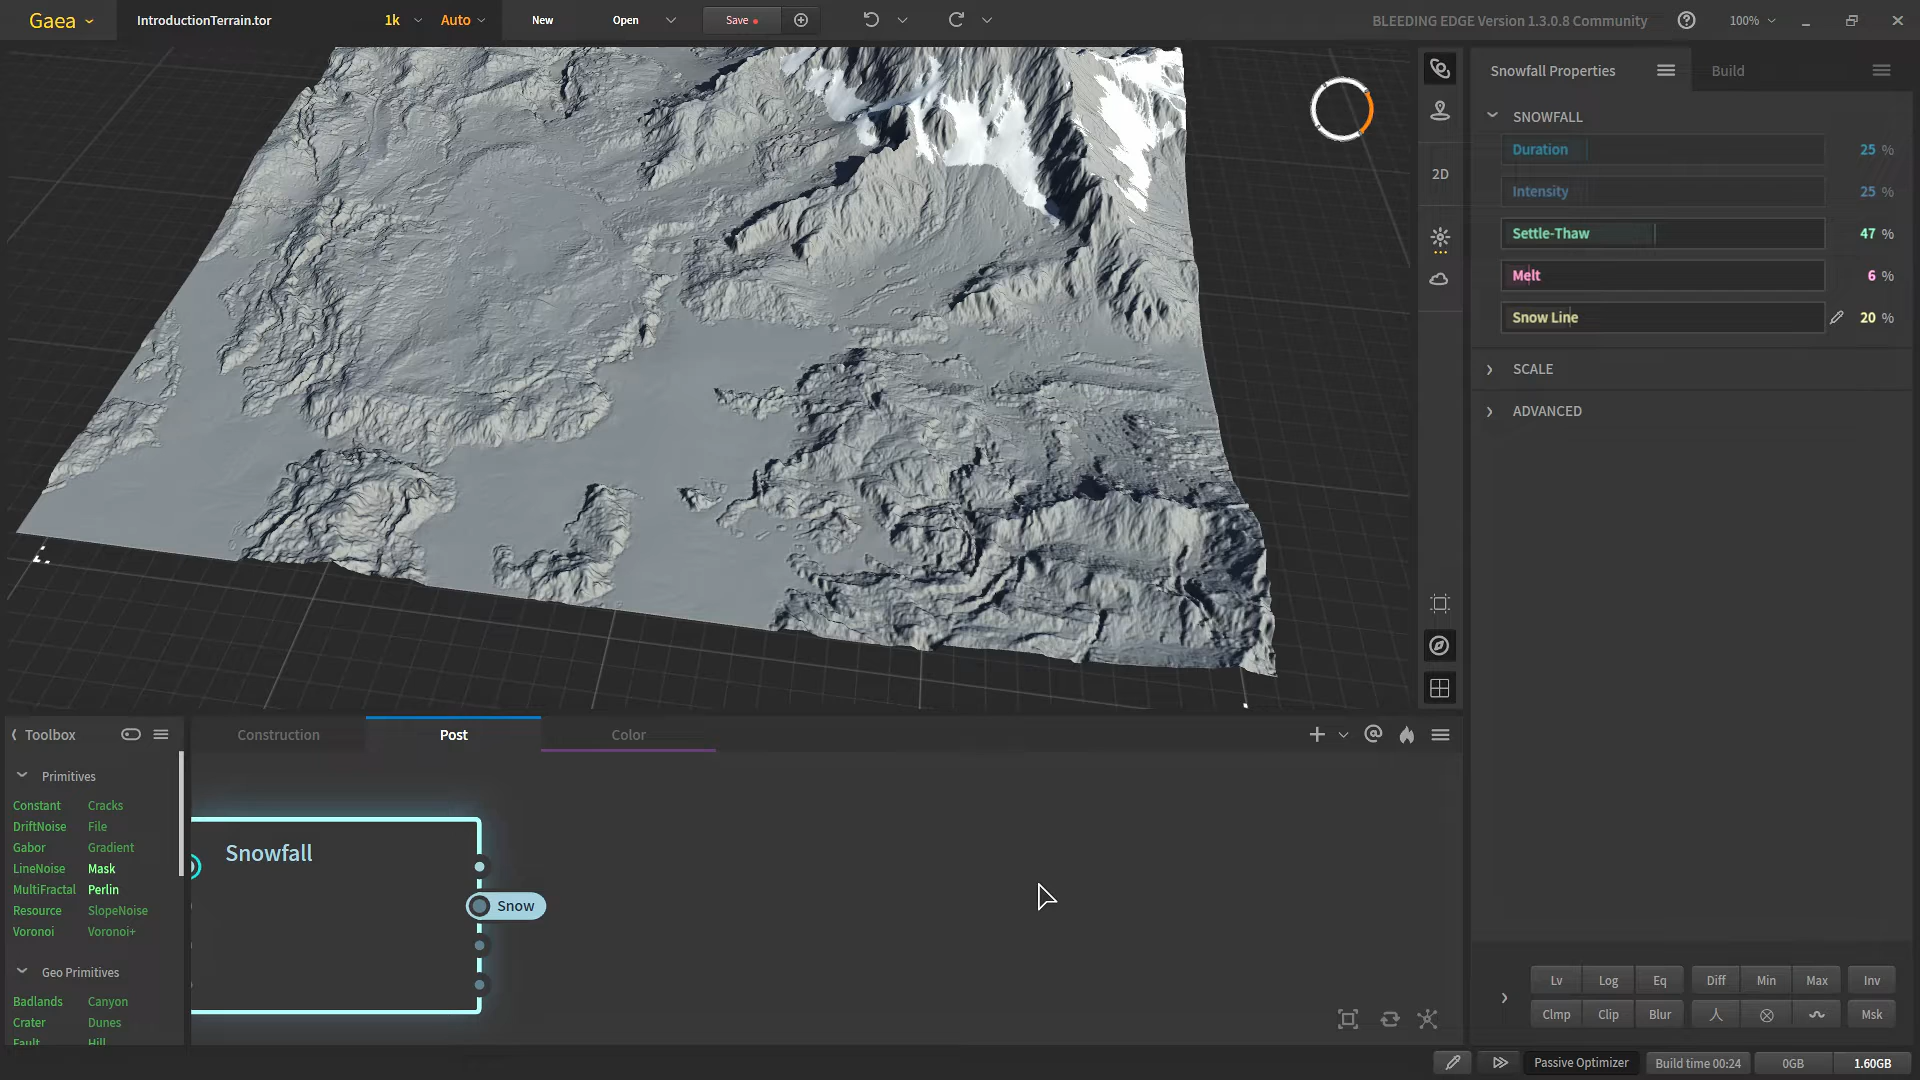 Gaea
IntroductionTerrain.tor
1k
Auto
New
Open
Save
BLEEDING EDGE Version 1.3.0.8 Community
100%
2D
Snowfall Properties
Build
SNOWFALL
Duration 25 %
Intensity 25 %
Settle-Thaw 47 %
Melt 6 %
Snow Line 20 %
SCALE
ADVANCED
Toolbox
Construction
Post
Color
Primitives
Constant Cracks
DriftNoise File
Gabor Gradient
LineNoise Mask
MultiFractal Perlin
Resource SlopeNoise
Voronoi Voronoi+
Geo Primitives
Badlands Canyon
Crater Dunes
Fault Hill
Snowfall
Snow
Lv Log Eq Diff Min Max Inv
Clmp Clip Blur 人 Msk
Passive Optimizer
Build time 00:24
0GB
1.60GB